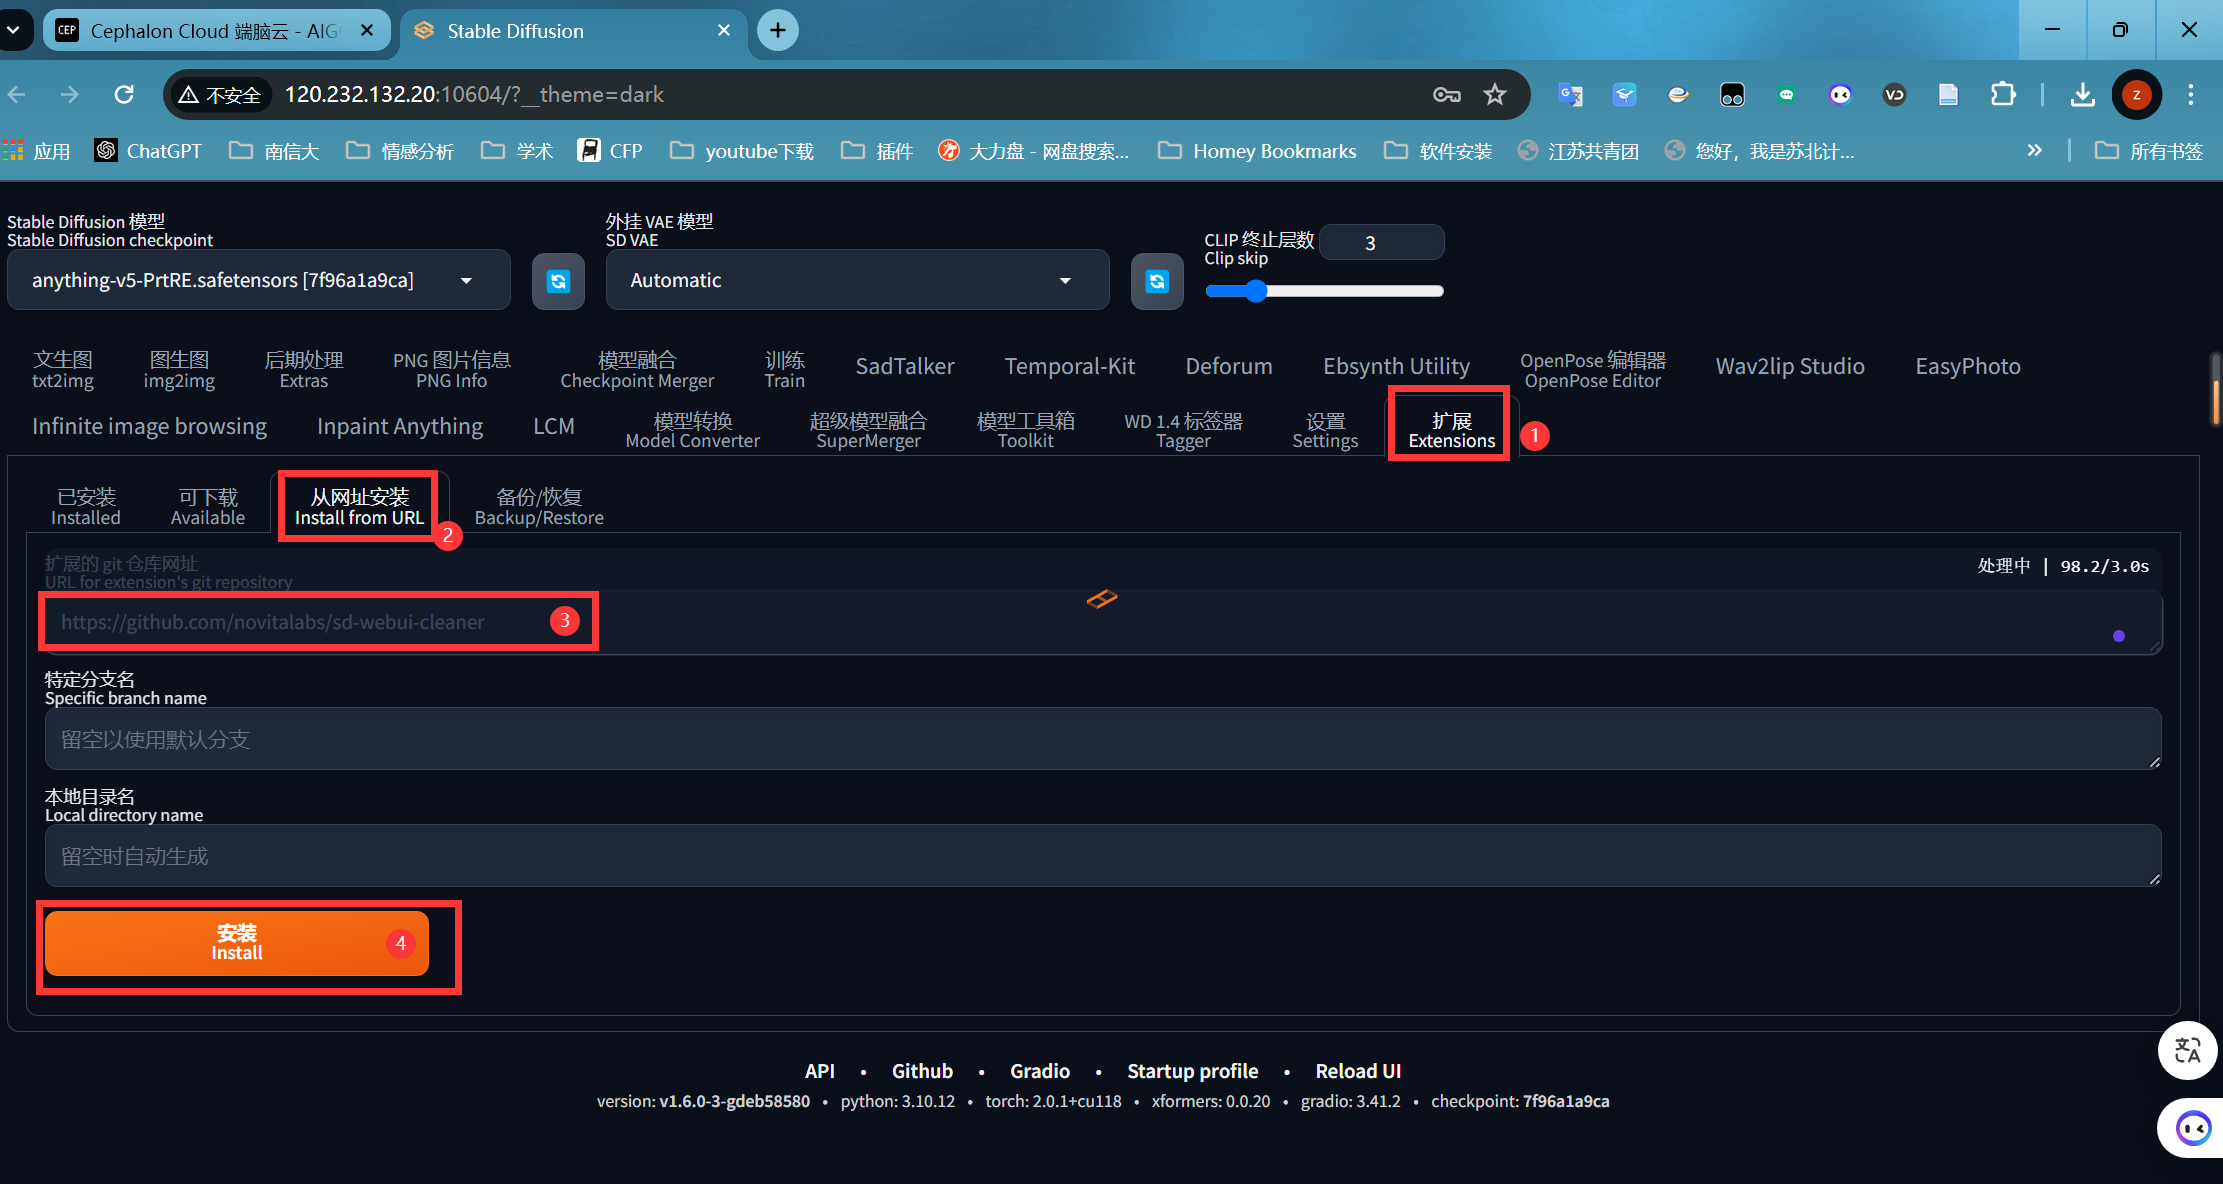 CEP Cephalon Cloud 端脑云 - AIG
Stable Diffusion
不安全 120.232.132.20:10604/?__theme=dark
Z
应用 ChatGPT 南信大 情感分析 学术 CFP youtube下载 插件 大力盘 - 网盘搜索... Homey Bookmarks 软件安装 江苏共青团 您好，我是苏北计... » 所有书签
Stable Diffusion 模型
Stable Diffusion checkpoint
anything-v5-PrtRE.safetensors [7f96a1a9ca]
外挂 VAE 模型
SD VAE
Automatic
CLIP 终止层数
Clip skip
3
文生图
txt2img
图生图
img2img
后期处理
Extras
PNG 图片信息
PNG Info
模型融合
Checkpoint Merger
训练
Train
SadTalker
Temporal-Kit
Deforum
Ebsynth Utility
OpenPose 编辑器
OpenPose Editor
Wav2lip Studio
EasyPhoto
Infinite image browsing
Inpaint Anything
LCM
模型转换
Model Converter
超级模型融合
SuperMerger
模型工具箱
Toolkit
WD 1.4 标签器
Tagger
设置
Settings
扩展
Extensions
1
已安装
Installed
可下载
Available
从网址安装
Install from URL
2
备份/恢复
Backup/Restore
扩展的 git 仓库网址
URL for extension's git repository
处理中 | 98.2/3.0s
https://github.com/novitalabs/sd-webui-cleaner
3
特定分支名
Specific branch name
留空以使用默认分支
本地目录名
Local directory name
留空时自动生成
安装
Install
4
API • Github • Gradio • Startup profile • Reload UI
version: v1.6.0-3-gdeb58580 • python: 3.10.12 • torch: 2.0.1+cu118 • xformers: 0.0.20 • gradio: 3.41.2 • checkpoint: 7f96a1a9ca